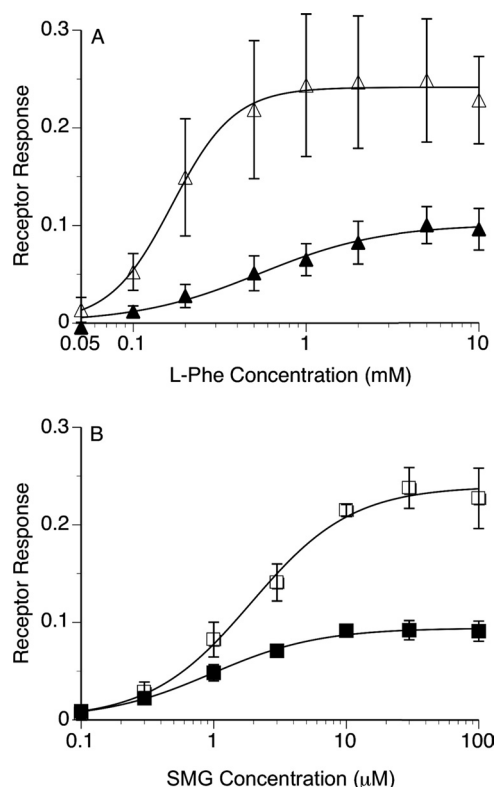 A
0.3
0.2
0.1
0
0.05 0.1 1 10
Receptor Response
L-Phe Concentration (mM)
B
0.3
0.2
0.1
0
0.1 1 10 100
Receptor Response
SMG Concentration (μM)